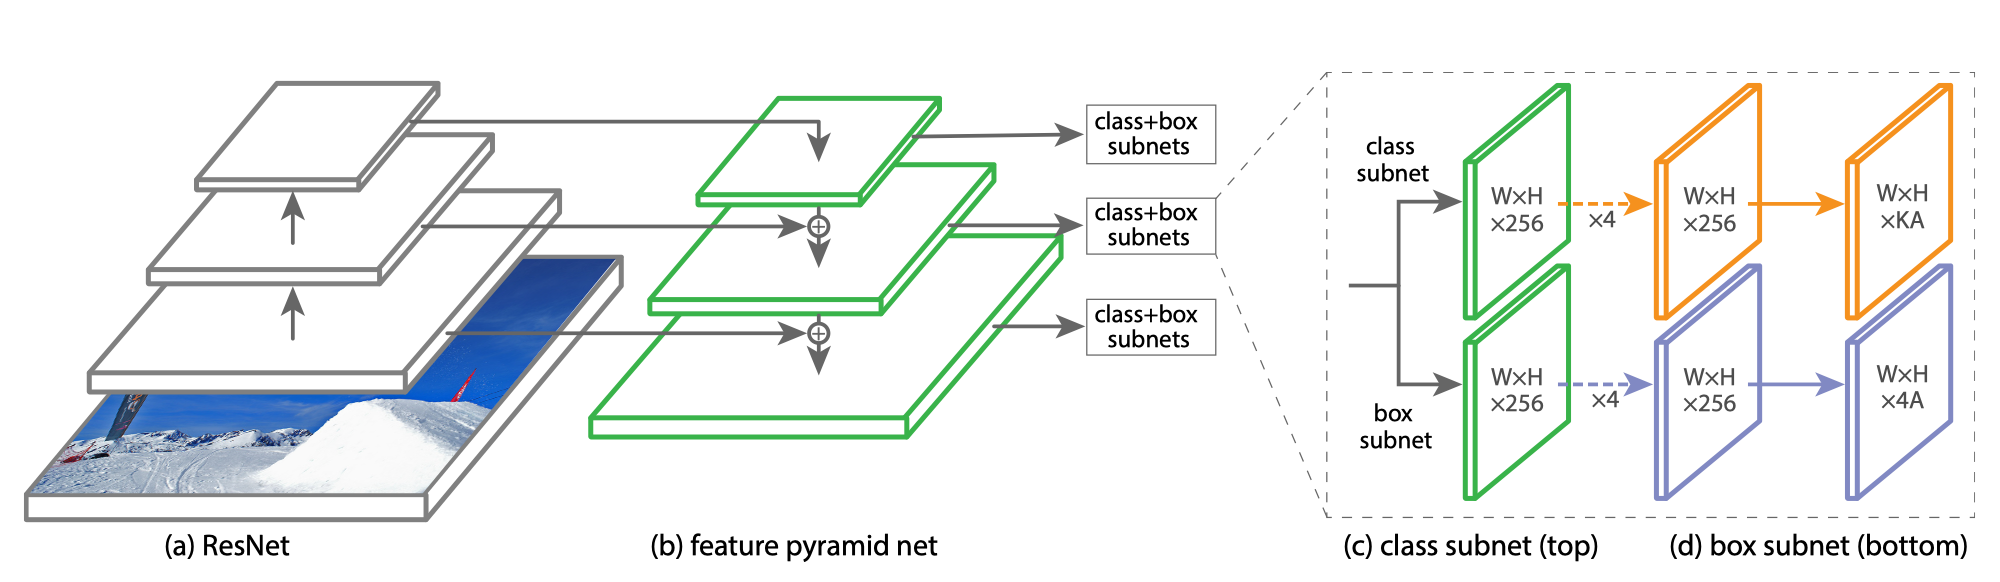 class+box
subnets
class+box
subnets
class+box
subnets
class
subnet
W×H
×256
×4
W×H
×256
W×H
×KA
box
subnet
W×H
×256
×4
W×H
×256
W×H
×4A
(a) ResNet
(b) feature pyramid net
(c) class subnet (top)
(d) box subnet (bottom)